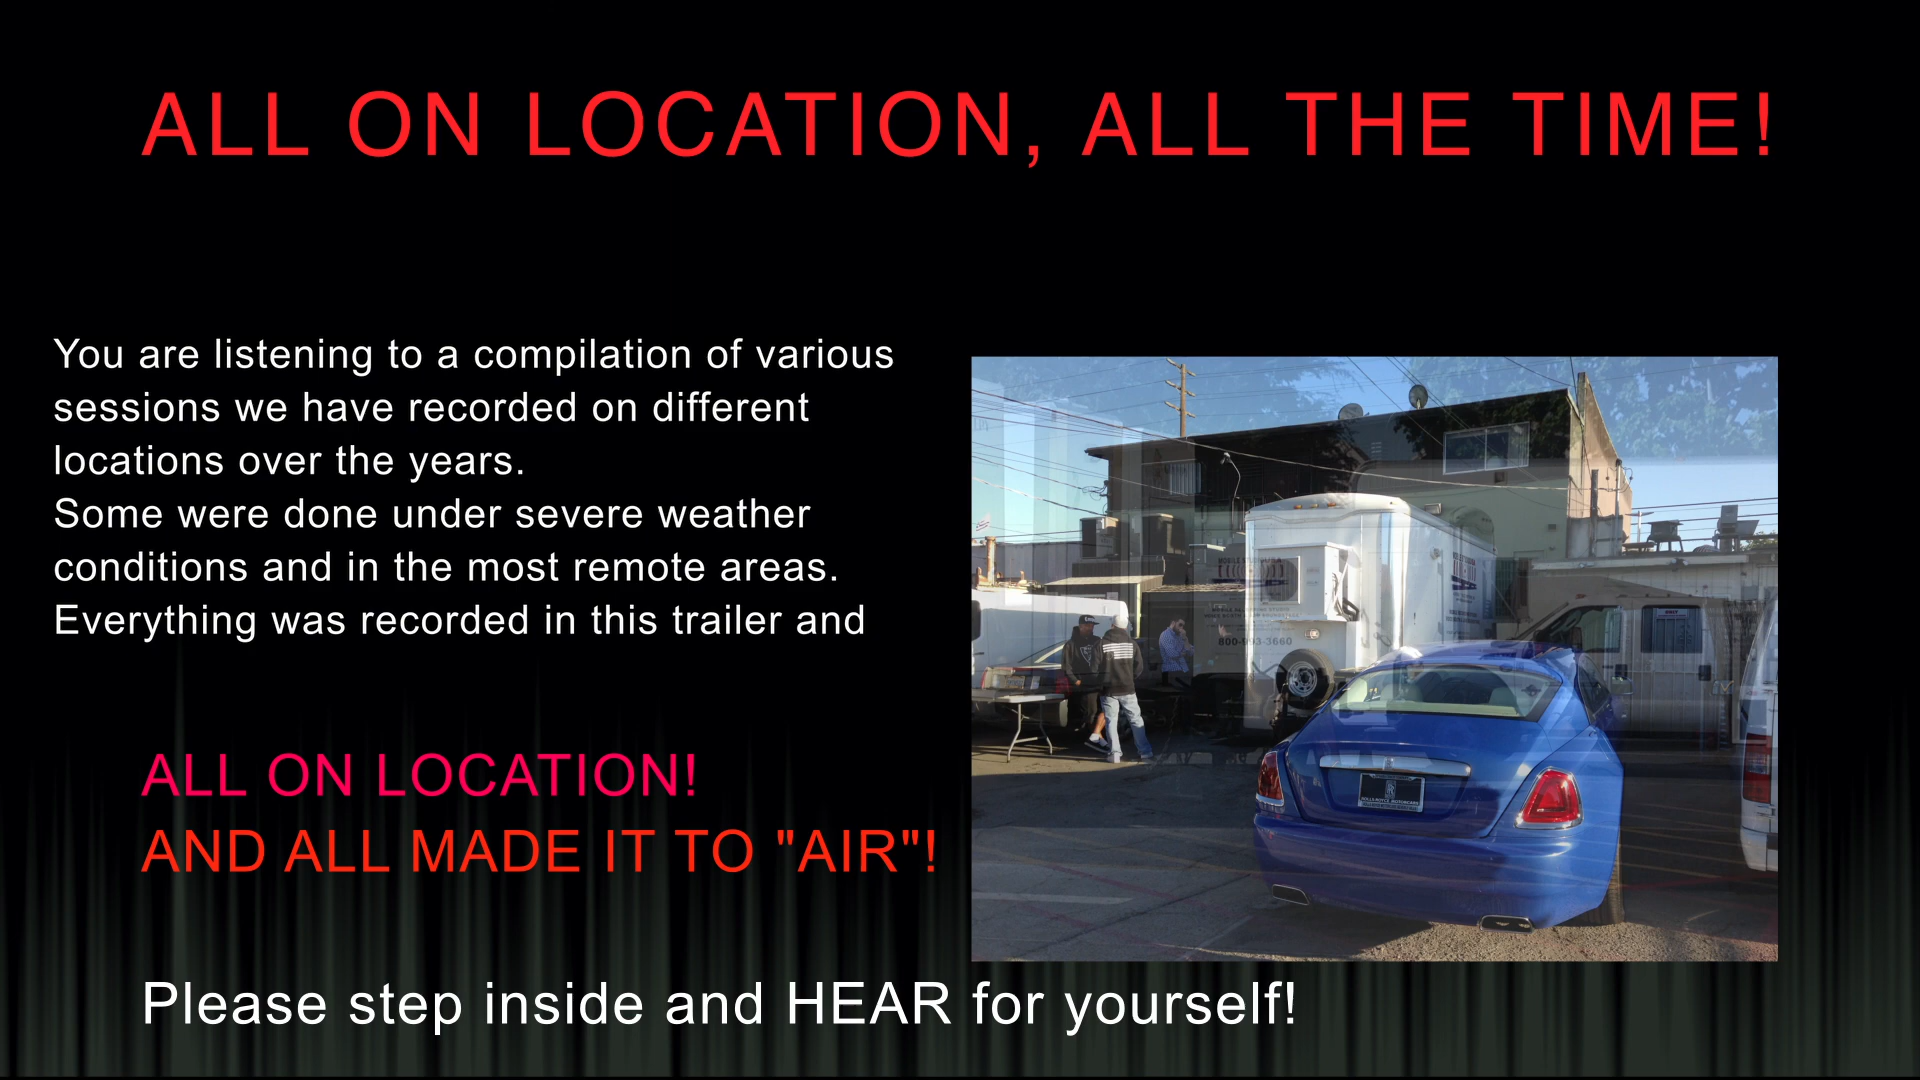 ALL ON LOCATION, ALL THE TIME!
You are listening to a compilation of various
sessions we have recorded on different
locations over the years.
Some were done under severe weather
conditions and in the most remote areas.
Everything was recorded in this trailer and
ALL ON LOCATION!
AND ALL MADE IT TO "AIR"!
Please step inside and HEAR for yourself!
ROLLS-ROYCE MOTORCARS